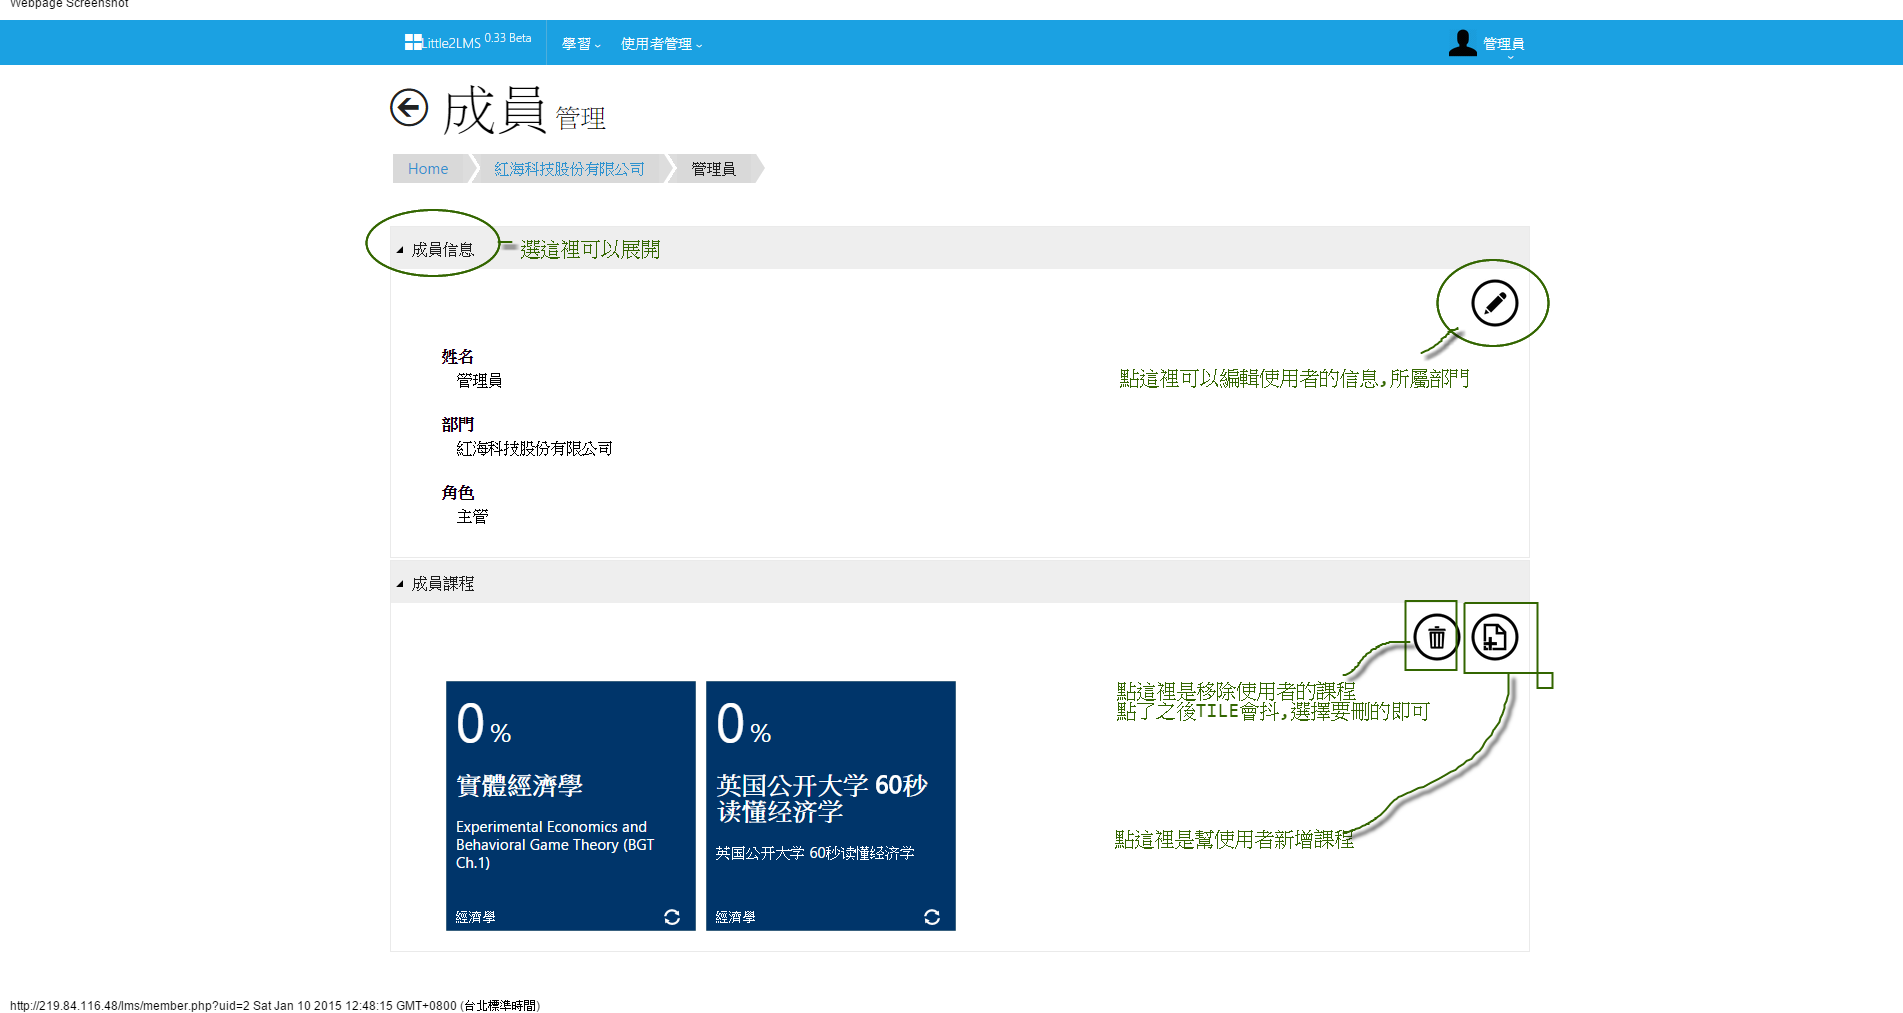 Webpage Screenshot
Little2LMS 0.33 Beta
學習
使用者管理
管理員
成員 管理
Home
紅海科技股份有限公司
管理員
成員信息
選這裡可以展開
點這裡可以編輯使用者的信息,所屬部門
姓名
管理員
部門
紅海科技股份有限公司
角色
主管
成員課程
點這裡是移除使用者的課程
點了之後TILE會抖,選擇要刪的即可
點這裡是幫使用者新增課程
0 %
實體經濟學
Experimental Economics and
Behavioral Game Theory (BGT
Ch.1)
經濟學
0 %
英国公开大学 60秒
读懂经济学
英国公开大学 60秒读懂经济学
經濟學
http://219.84.116.48/lms/member.php?uid=2 Sat Jan 10 2015 12:48:15 GMT+0800 (台北標準時間)